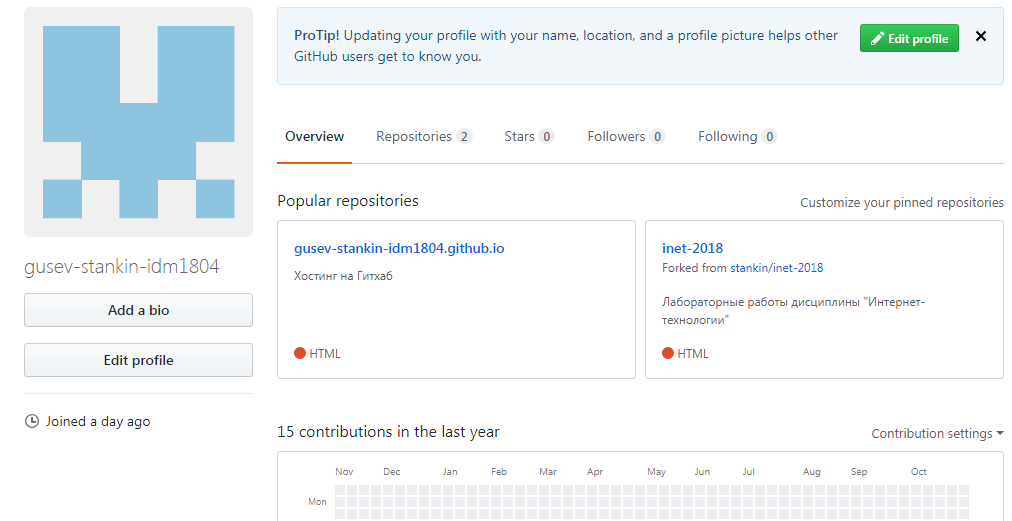 ProTip! Updating your profile with your name, location, and a profile picture helps other
GitHub users get to know you.
Edit profile
Overview
Repositories 2
Stars 0
Followers 0
Following 0
gusev-stankin-idm1804
Add a bio
Edit profile
Joined a day ago
Popular repositories
Customize your pinned repositories
gusev-stankin-idm1804.github.io
Хостинг на Гитхаб
HTML
inet-2018
Forked from stankin/inet-2018
Лабораторные работы дисциплины "Интернет-
технологии"
HTML
15 contributions in the last year
Contribution settings
Nov Dec Jan Feb Mar Apr May Jun Jul Aug Sep Oct
Mon